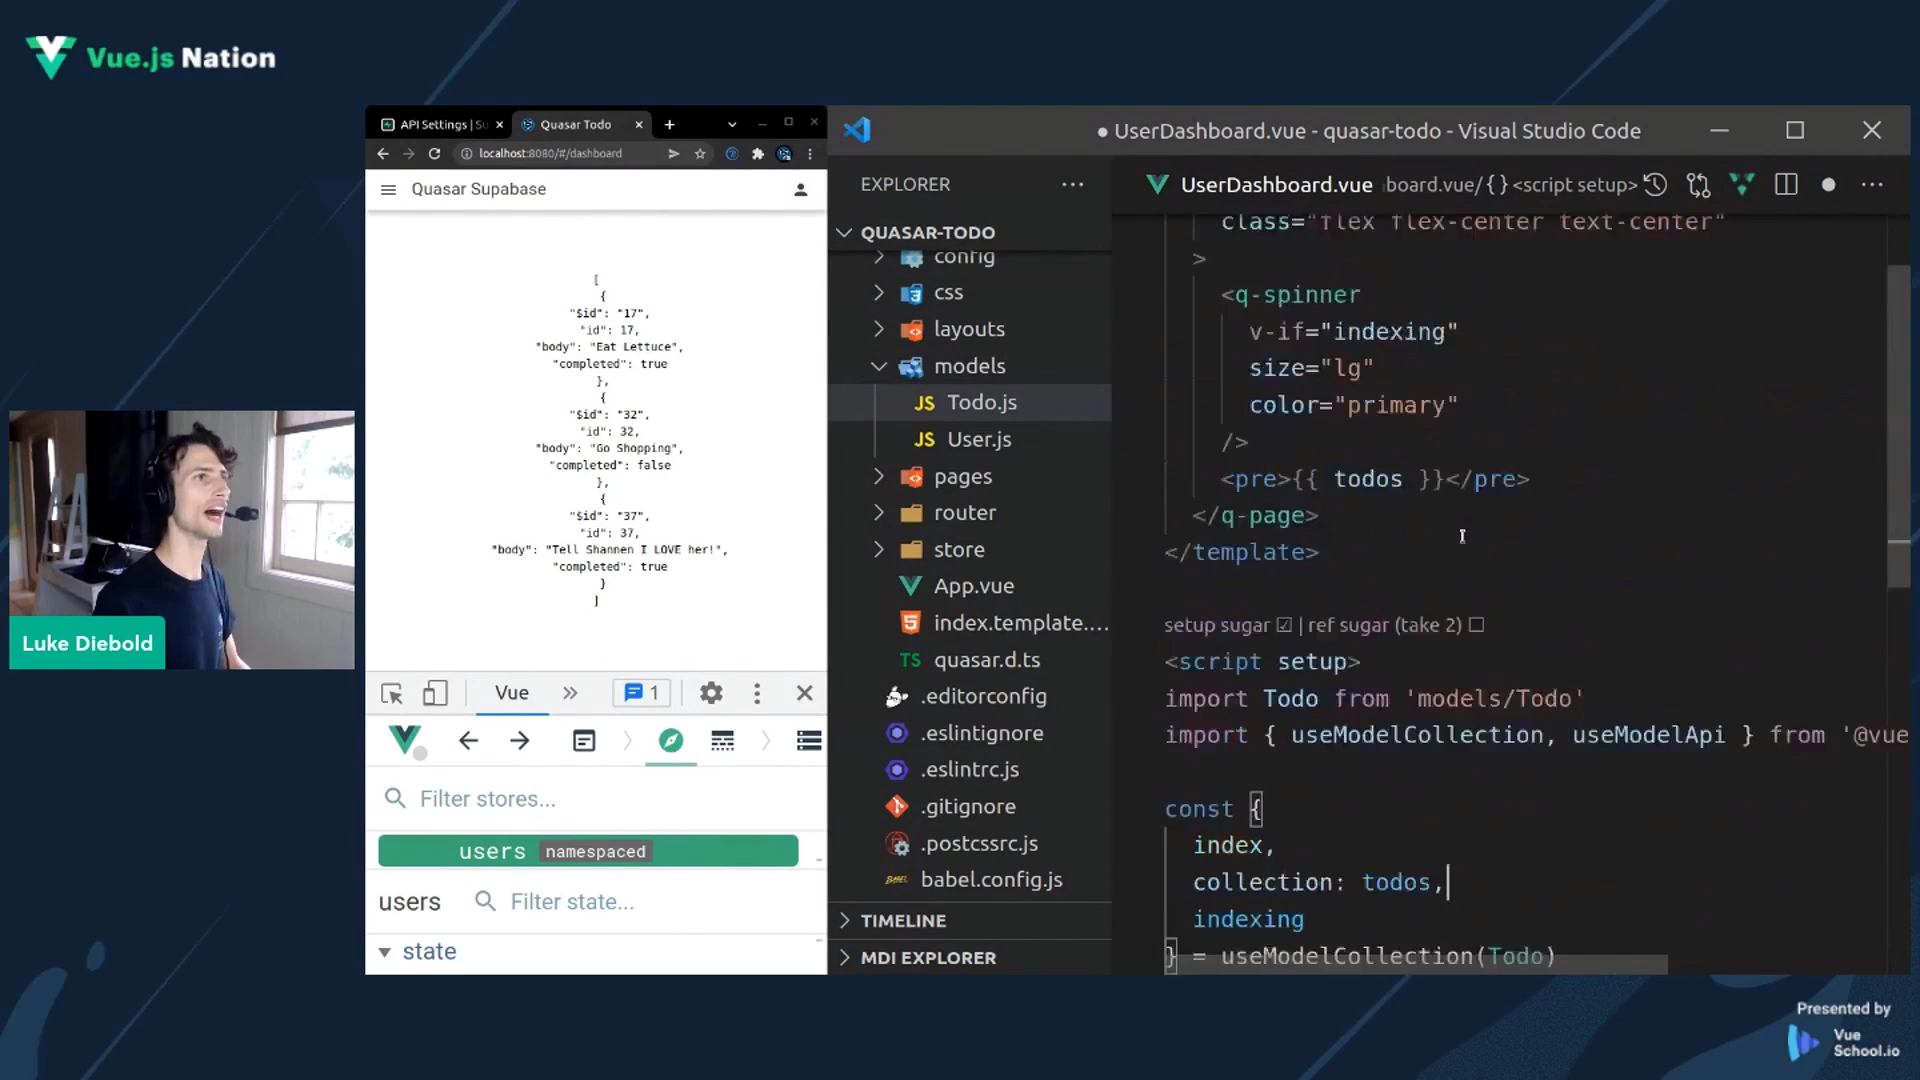 Vue.js Nation
API Settings | Su
Quasar Todo
localhost:8080/#/dashboard
Quasar Supabase
[
{
"$id": "17",
"id": 17,
"body": "Eat Lettuce",
"completed": true
},
{
"$id": "32",
"id": 32,
"body": "Go Shopping",
"completed": false
},
{
"$id": "37",
"id": 37,
"body": "Tell Shannen I LOVE her!",
"completed": true
}
]
Vue
1
Filter stores...
users namespaced
users
Filter state...
state
Luke Diebold
● UserDashboard.vue - quasar-todo - Visual Studio Code
EXPLORER
QUASAR-TODO
config
css
layouts
models
JS Todo.js
JS User.js
pages
router
store
App.vue
index.template....
TS quasar.d.ts
.editorconfig
.eslintignore
.eslintrc.js
.gitignore
.postcssrc.js
BABEL babel.config.js
TIMELINE
MDI EXPLORER
UserDashboard.vue board.vue/{} <script setup>
class="flex flex-center text-center"
>
<q-spinner
v-if="indexing"
size="lg"
color="primary"
/>
<pre>{{ todos }}</pre>
</q-page>
</template>
setup sugar ☑ | ref sugar (take 2) ☐
<script setup>
import Todo from 'models/Todo'
import { useModelCollection, useModelApi } from '@vue
const {
index,
collection: todos,
indexing
} = useModelCollection(Todo)
Presented by
Vue
School.io